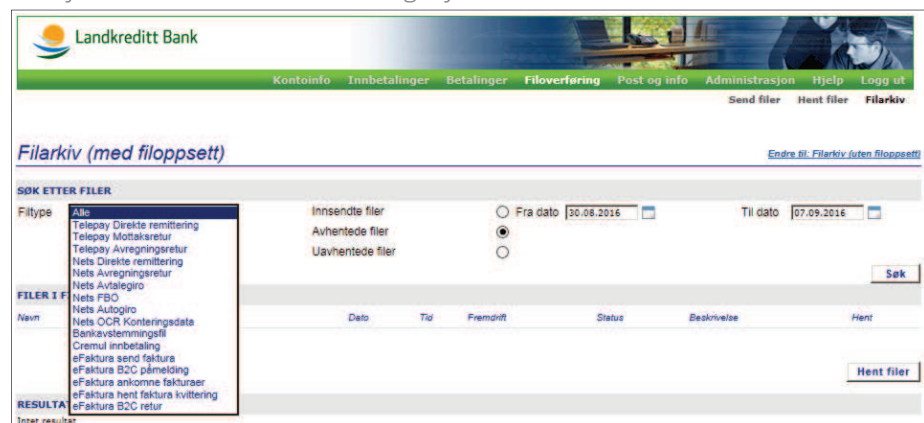 Landkreditt Bank
Kontoinfo Innbetalinger Betalinger Filoverføring Post og info Administrasjon Hjelp Logg ut
Send filer Hent filer Filarkiv
Filarkiv (med filoppsett)
Endre til: Filarkiv (uten filoppsett)
SØK ETTER FILER
Filtype Alle Innsendte filer Fra dato 30.08.2016 Til dato 07.09.2016
Telepay Direkte remittering
Telepay Mottaksretur Avhentede filer
Telepay Avregningsretur
Nets Direkte remittering Uavhentede filer
Nets Avregningsretur
Søk
Nets Avtalegiro
FILER I F
Nets FBO
Nets Autogiro
Navn Dato Tid Fremdrift Status Beskrivelse Hent
Nets OCR Konteringsdata
Bankavstemmingsfil
Cremul innbetaling
eFaktura send faktura
eFaktura B2C påmelding
Hent filer
eFaktura ankomne fakturaer
eFaktura hent faktura kvittering
RESULTAT
eFaktura B2C retur
Intet resultat